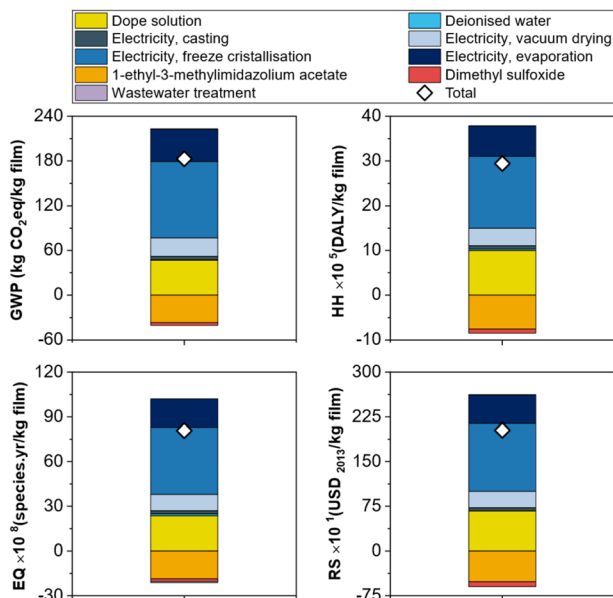 Dope solution
Deionised water
Electricity, casting
Electricity, vacuum drying
Electricity, freeze cristallisation
Electricity, evaporation
1-ethyl-3-methylimidazolium acetate
Dimethyl sulfoxide
Wastewater treatment
Total
GWP (kg CO2eq/kg film)
240
180
120
60
0
-60
HH ×10 5(DALY/kg film)
40
30
20
10
0
-10
EQ ×10 8(species.yr/kg film)
120
90
60
30
0
-30
RS ×10 1(USD 2013/kg film)
300
225
150
75
0
-75